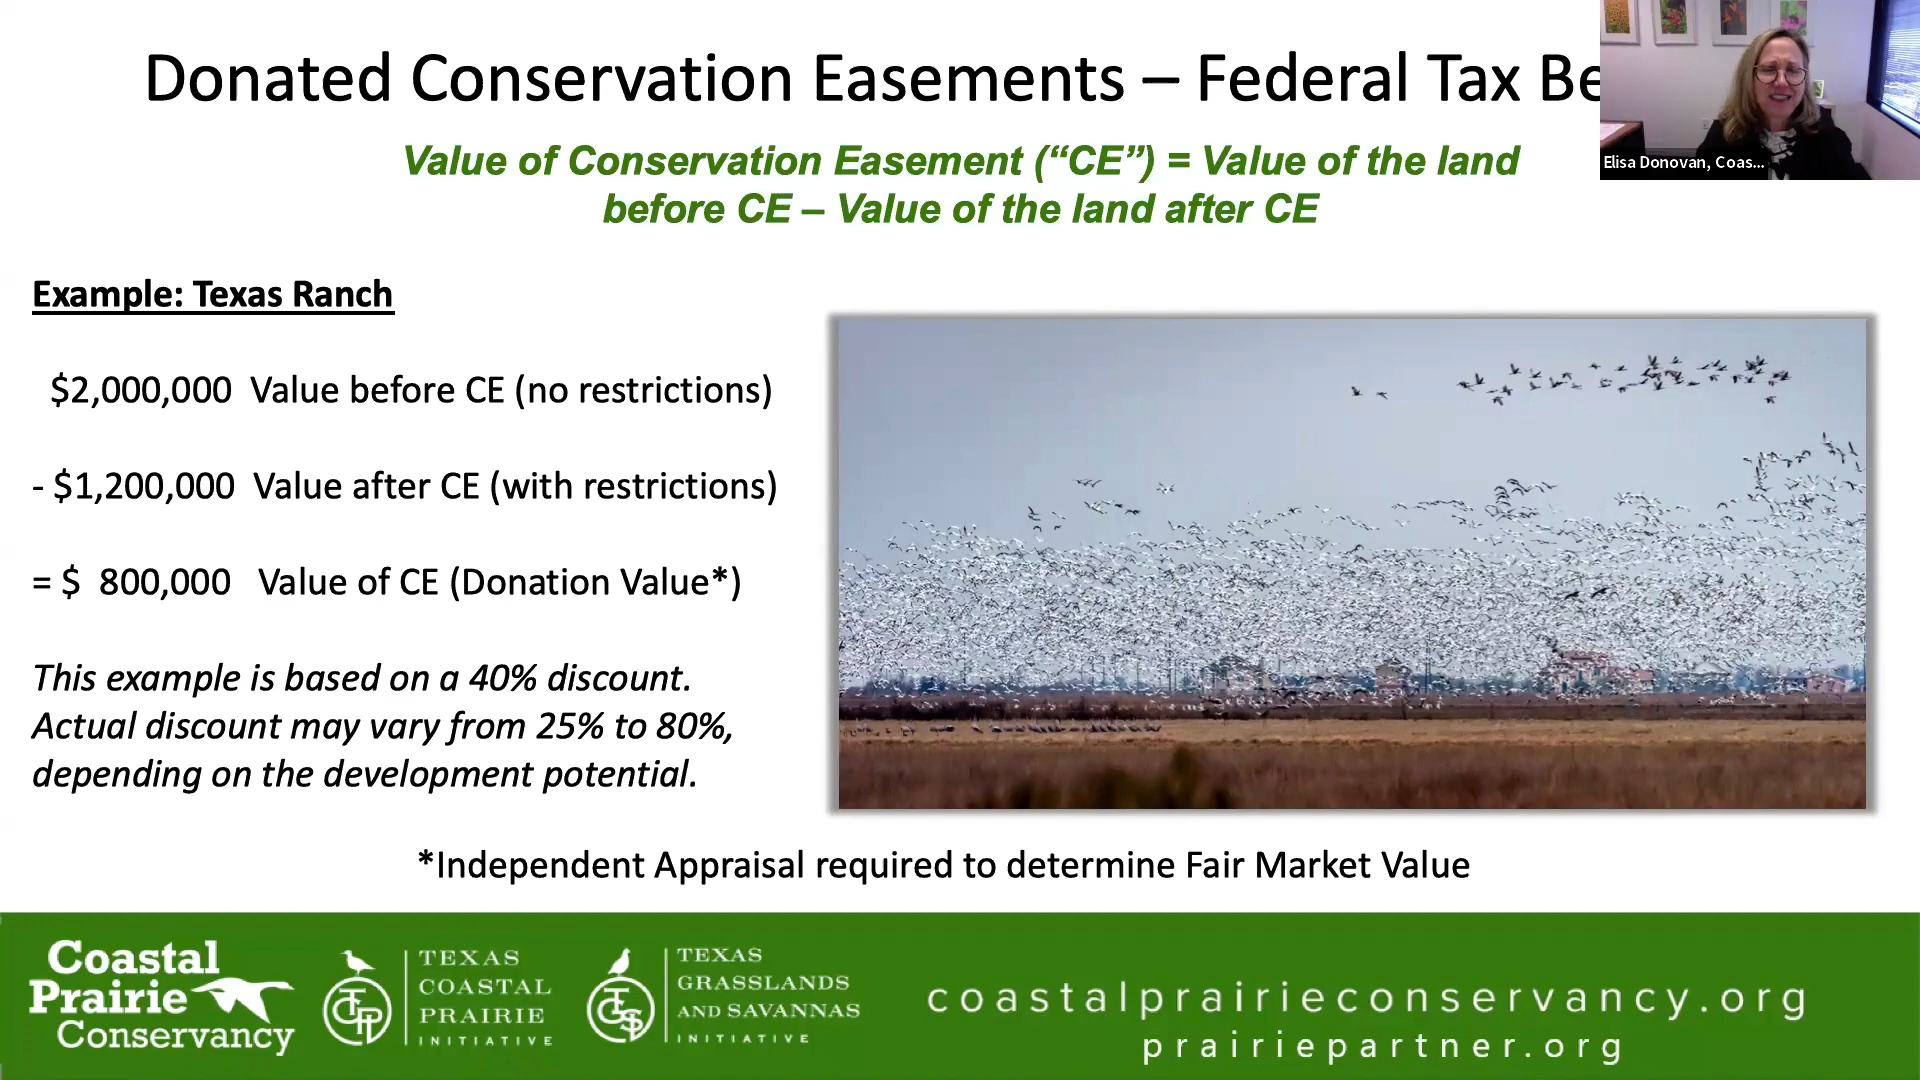 Donated Conservation Easements – Federal Tax Be
Elisa Donovan, Coas...
Value of Conservation Easement (“CE”) = Value of the land
before CE – Value of the land after CE
Example: Texas Ranch
$2,000,000 Value before CE (no restrictions)
- $1,200,000 Value after CE (with restrictions)
= $ 800,000 Value of CE (Donation Value*)
This example is based on a 40% discount.
Actual discount may vary from 25% to 80%,
depending on the development potential.
*Independent Appraisal required to determine Fair Market Value
Coastal
Prairie
Conservancy
TEXAS
COASTAL
PRAIRIE
INITIATIVE
TEXAS
GRASSLANDS
AND SAVANNAS
INITIATIVE
coastalprairieconservancy.org
prairiepartner.org